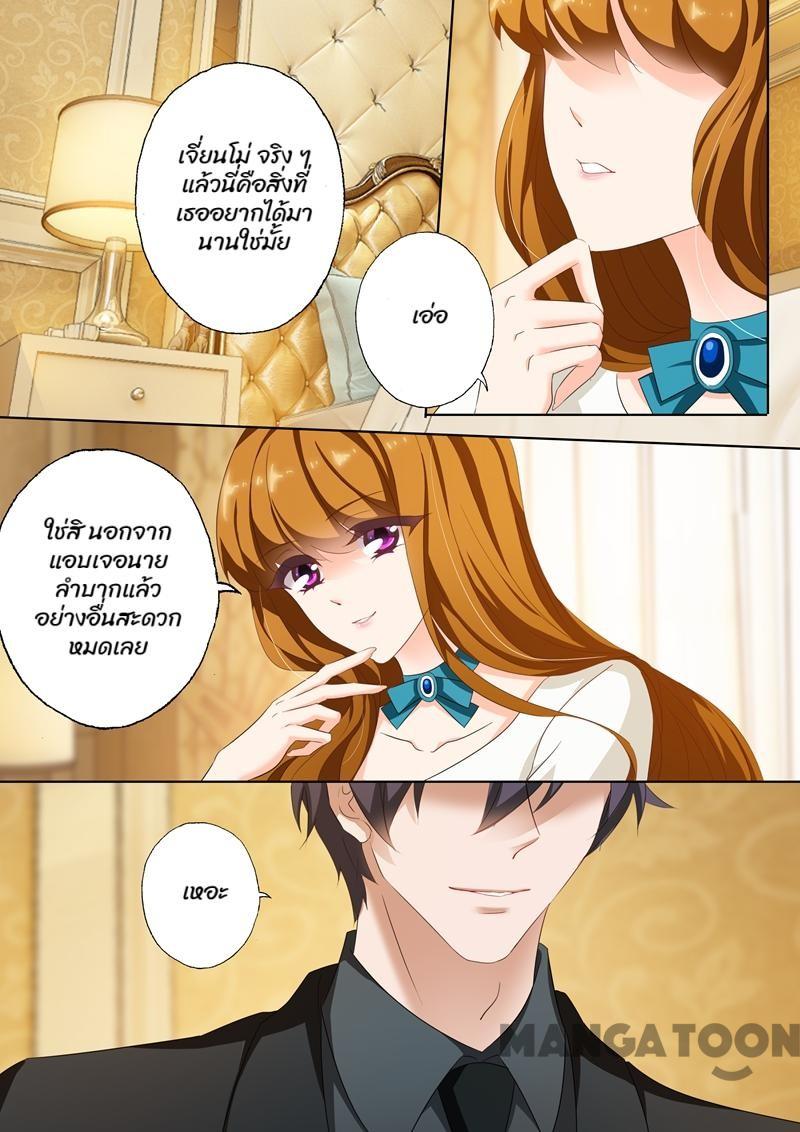 เจี่ยนโม่ จริง ๆ
แล้วนี่คือสิ่งที่
เธออยากได้มา
นานใช่มั้ย
เอ่อ
ใช่สิ นอกจาก
แอบเจอนาย
ลำบากแล้ว
อย่างอื่นสะดวก
หมดเลย
เหอะ
MANGATOON